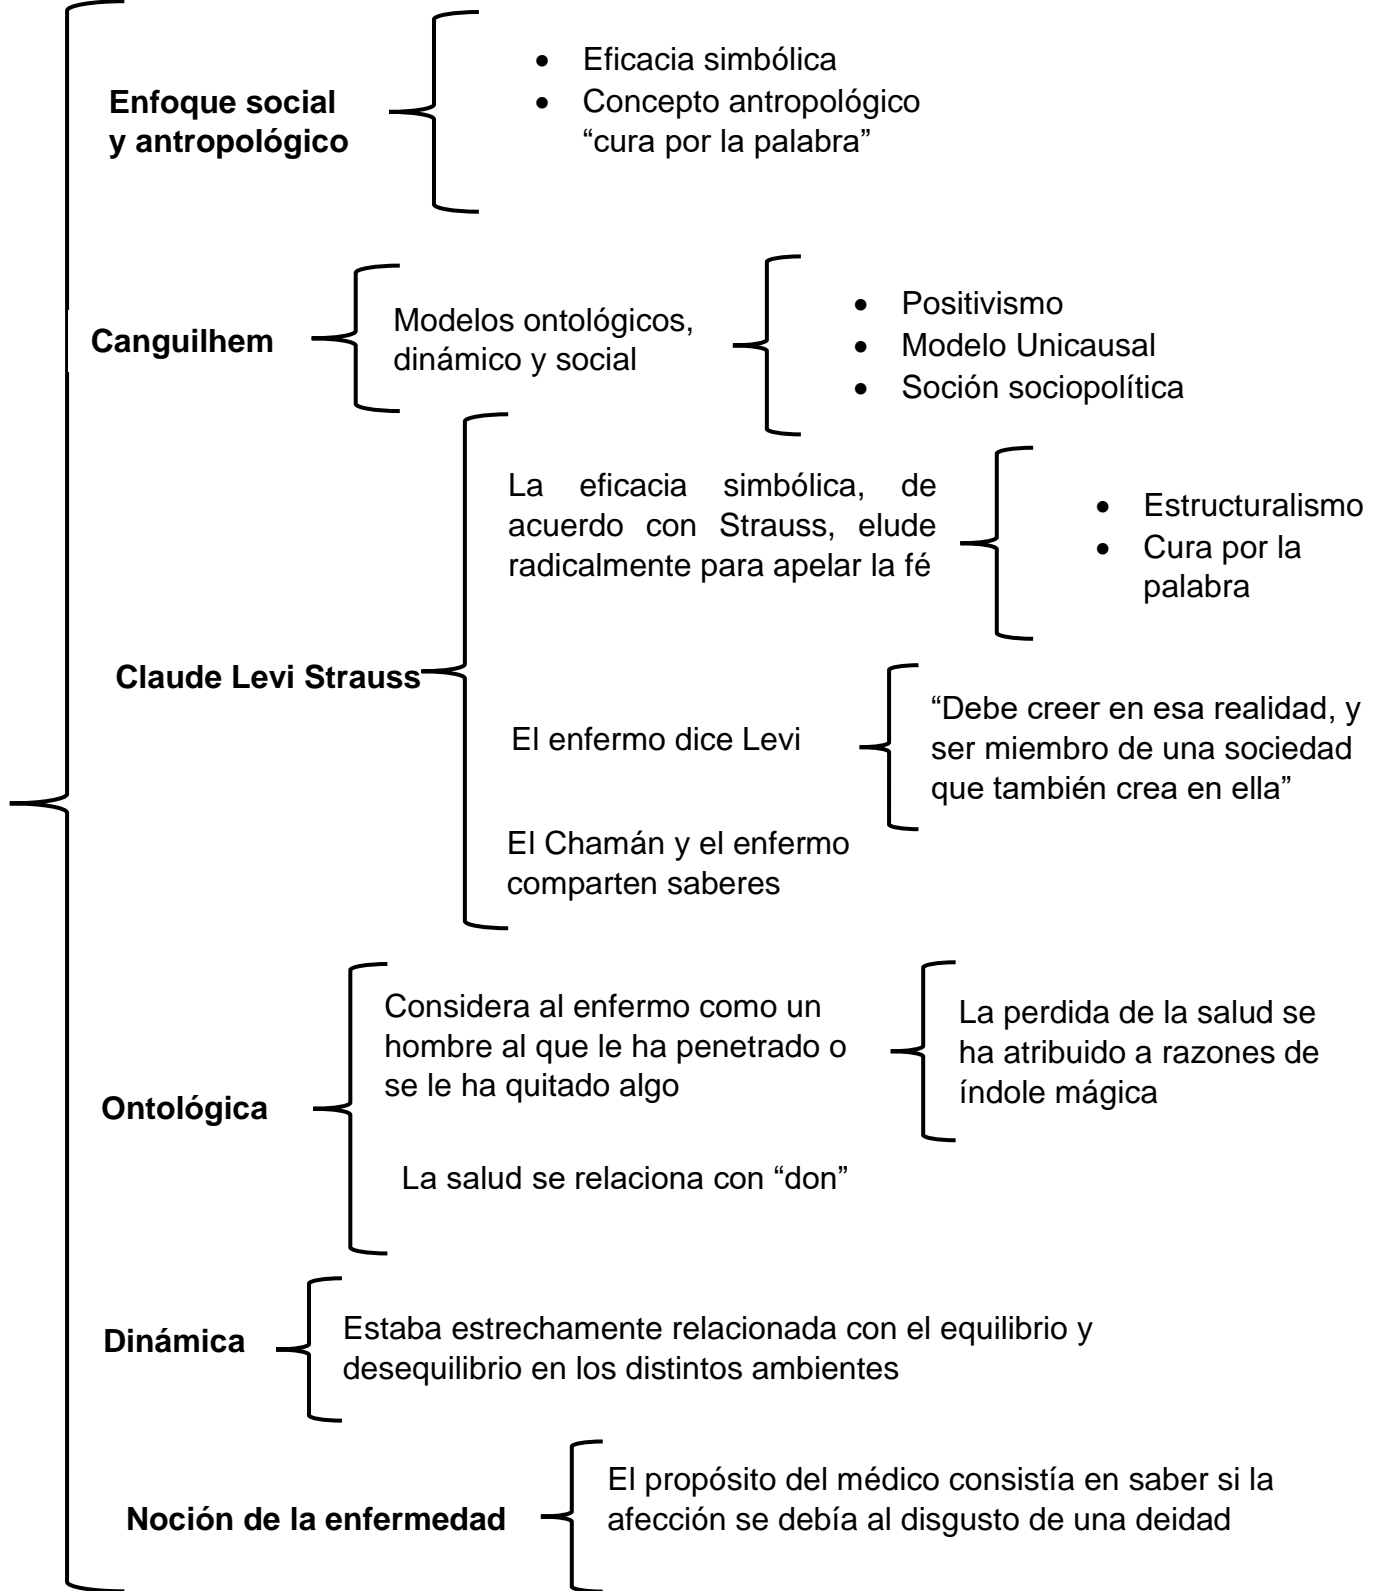 Enfoque social
y antropológico
• Eficacia simbólica
• Concepto antropológico
“cura por la palabra”
Canguilhem
Modelos ontológicos,
dinámico y social
• Positivismo
• Modelo Unicausal
• Soción sociopolítica
Claude Levi Strauss
La eficacia simbólica, de
acuerdo con Strauss, elude
radicalmente para apelar la fé
• Estructuralismo
• Cura por la
palabra
El enfermo dice Levi
“Debe creer en esa realidad, y
ser miembro de una sociedad
que también crea en ella”
El Chamán y el enfermo
comparten saberes
Ontológica
Considera al enfermo como un
hombre al que le ha penetrado o
se le ha quitado algo
La perdida de la salud se
ha atribuido a razones de
índole mágica
La salud se relaciona con “don”
Dinámica
Estaba estrechamente relacionada con el equilibrio y
desequilibrio en los distintos ambientes
Noción de la enfermedad
El propósito del médico consistía en saber si la
afección se debía al disgusto de una deidad